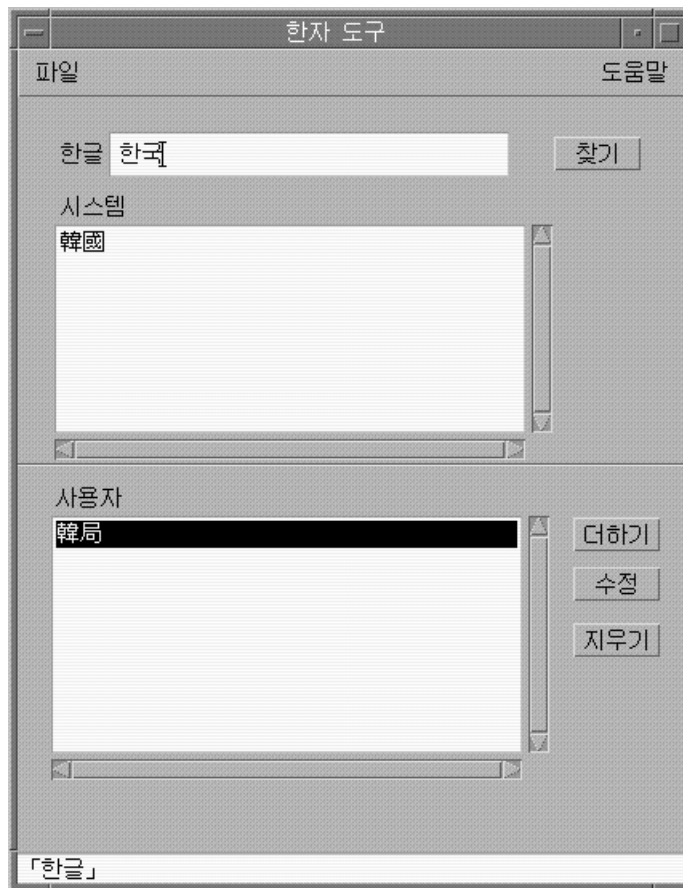 한자 도구
파일 도움말
한글 한국 찾기
시스템
韓國
사용자
韓局
더하기
수정
지우기
「한글」